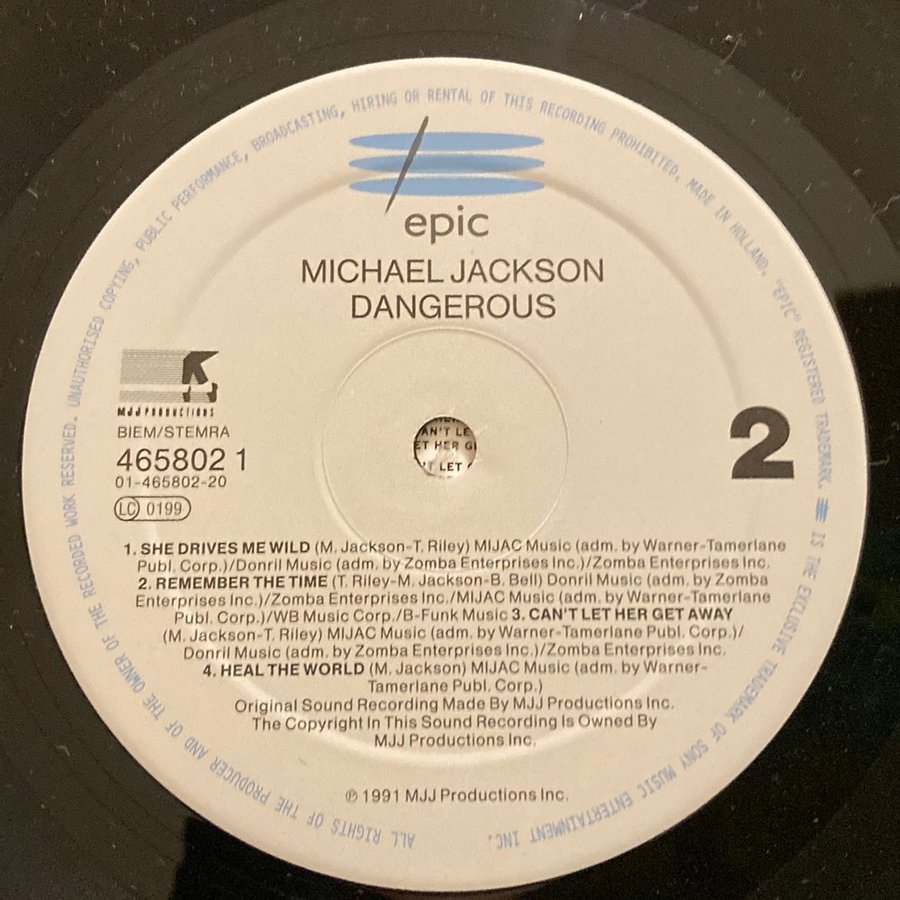 ALL RIGHTS OF THE PRODUCER AND OF THE OWNER OF THE RECORDED WORK RESERVED. UNAUTHORISED COPYING, PUBLIC PERFORMANCE, BROADCASTING, HIRING OR RENTAL OF THIS RECORDING PROHIBITED. MADE IN HOLLAND. "EPIC" REGISTERED TRADEMARK. IS THE EXCLUSIVE TRADEMARK OF SONY MUSIC ENTERTAINMENT INC.
epic
MICHAEL JACKSON
DANGEROUS
MJJ PRODUCTIONS
BIEM/STEMRA
465802 1
01-465802-20
LC 0199
2
AN'T LE
ET HER G
'T LET
1. SHE DRIVES ME WILD (M. Jackson-T. Riley) MIJAC Music (adm. by Warner-Tamerlane
Publ. Corp.)/Donril Music (adm. by Zomba Enterprises Inc.)/Zomba Enterprises Inc.
2. REMEMBER THE TIME (T. Riley-M. Jackson-B. Bell) Donril Music (adm. by Zomba
Enterprises Inc.)/Zomba Enterprises Inc./MIJAC Music (adm. by Warner-Tamerlane
Publ. Corp.)/WB Music Corp./B-Funk Music 3. CAN'T LET HER GET AWAY
(M. Jackson-T. Riley) MIJAC Music (adm. by Warner-Tamerlane Publ. Corp.)/
Donril Music (adm. by Zomba Enterprises Inc.)/Zomba Enterprises Inc.
4. HEAL THE WORLD (M. Jackson) MIJAC Music (adm. by Warner-
Tamerlane Publ. Corp.)
Original Sound Recording Made By MJJ Productions Inc.
The Copyright In This Sound Recording Is Owned By
MJJ Productions Inc.
℗ 1991 MJJ Productions Inc.